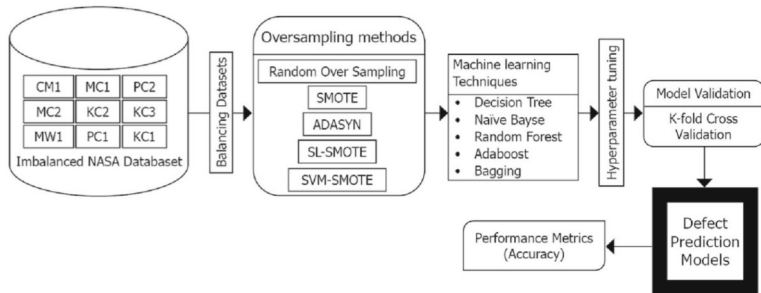 CM1 MC1 PC2
MC2 KC2 KC3
MW1 PC1 KC1
Imbalanced NASA Databaset
Balancing Datasets
Oversampling methods
Random Over Sampling
SMOTE
ADASYN
SL-SMOTE
SVM-SMOTE
Machine learning
Techniques
• Decision Tree
• Naïve Bayse
• Random Forest
• Adaboost
• Bagging
Hyperparameter tuning
Model Validation
K-fold Cross
Validation
Defect
Prediction
Models
Performance Metrics
(Accuracy)